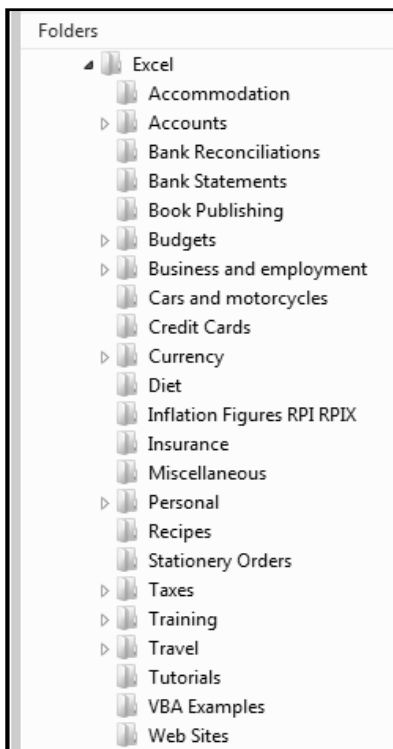 Folders
Excel
Accommodation
Accounts
Bank Reconciliations
Bank Statements
Book Publishing
Budgets
Business and employment
Cars and motorcycles
Credit Cards
Currency
Diet
Inflation Figures RPI RPIX
Insurance
Miscellaneous
Personal
Recipes
Stationery Orders
Taxes
Training
Travel
Tutorials
VBA Examples
Web Sites